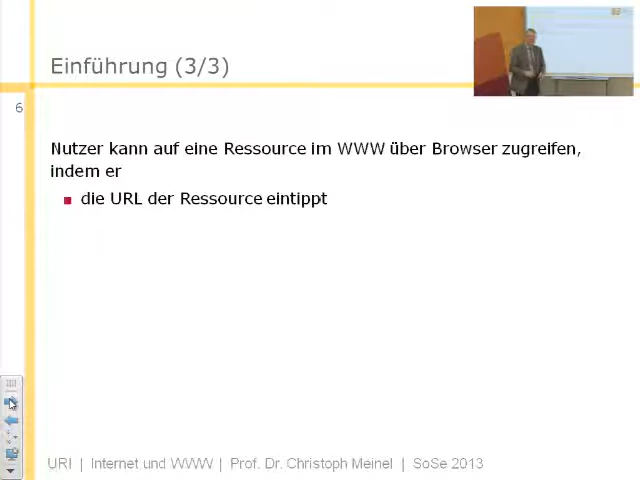 Einführung (3/3)
6
Nutzer kann auf eine Ressource im WWW über Browser zugreifen,
indem er
die URL der Ressource eintippt
URI | Internet und WWW | Prof. Dr. Christoph Meinel | SoSe 2013